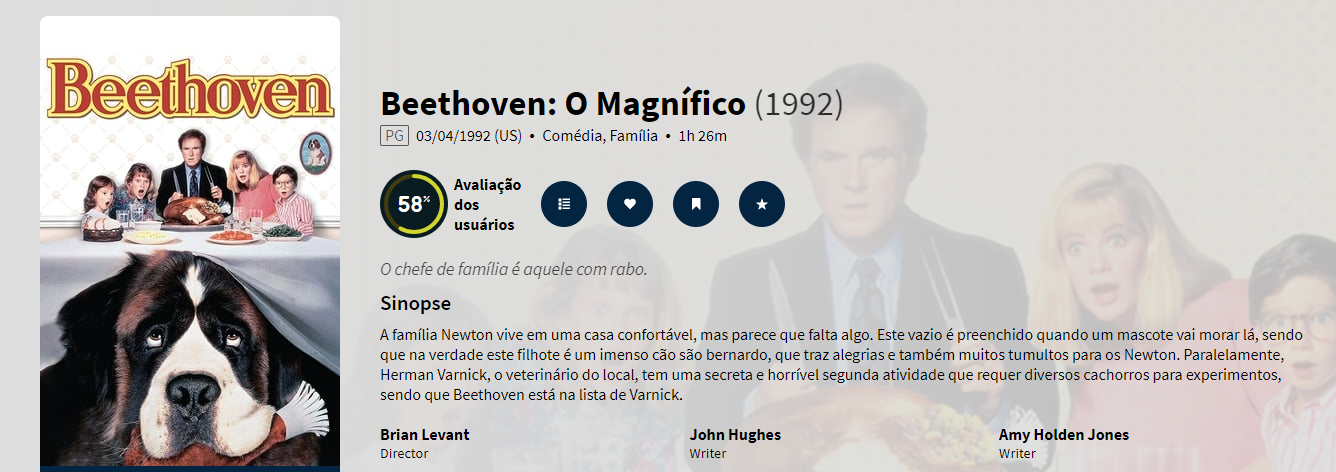 Beethoven
Beethoven: O Magnífico (1992)
PG 03/04/1992 (US) • Comédia, Família • 1h 26m
58%
Avaliação
dos
usuários
O chefe de família é aquele com rabo.
Sinopse
A família Newton vive em uma casa confortável, mas parece que falta algo. Este vazio é preenchido quando um mascote vai morar lá, sendo
que na verdade este filhote é um imenso cão são bernardo, que traz alegrias e também muitos tumultos para os Newton. Paralelamente,
Herman Varnick, o veterinário do local, tem uma secreta e horrível segunda atividade que requer diversos cachorros para experimentos,
sendo que Beethoven está na lista de Varnick.
Brian Levant
Director
John Hughes
Writer
Amy Holden Jones
Writer